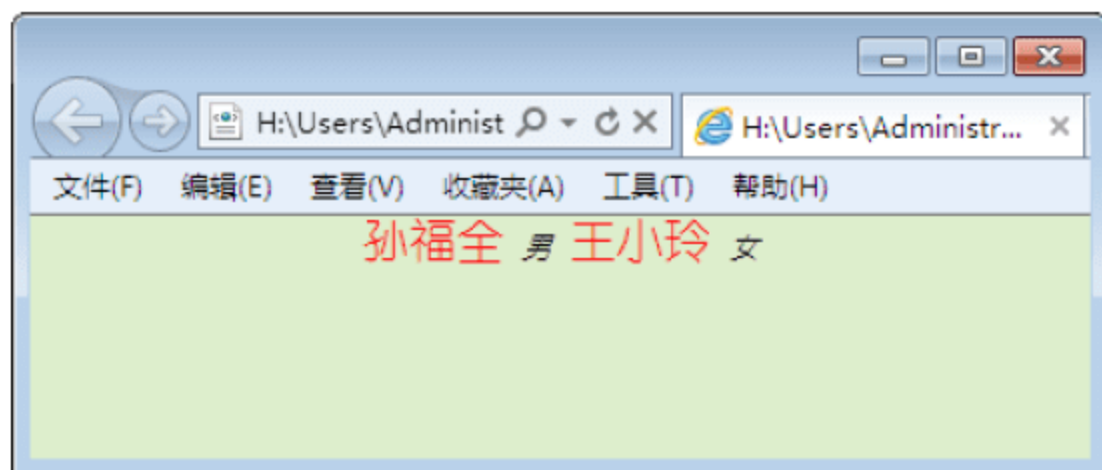 H:\Users\Administ
H:\Users\Administr...
文件(F) 编辑(E) 查看(V) 收藏夹(A) 工具(T) 帮助(H)
孙福全 男 王小玲 女